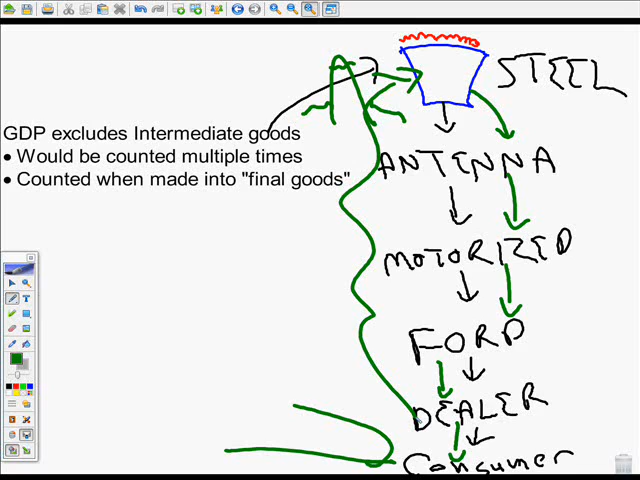 STEEL
GDP excludes Intermediate goods
• Would be counted multiple times
• Counted when made into "final goods"
ANTENNA
MOTORIZED
FORD
DEALER
Consumer